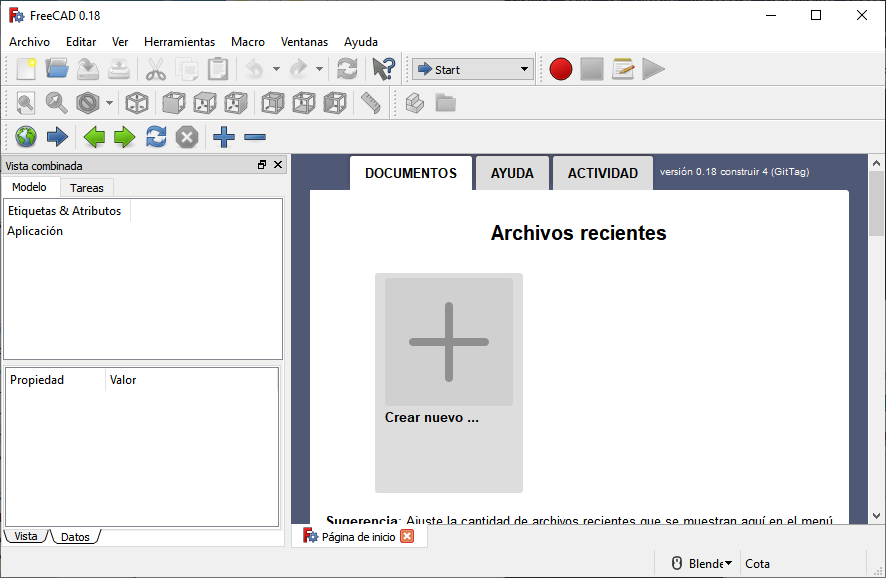 FreeCAD 0.18
Archivo Editar Ver Herramientas Macro Ventanas Ayuda
Start
Vista combinada
Modelo Tareas
Etiquetas & Atributos
Aplicación
Propiedad Valor
Vista Datos
DOCUMENTOS AYUDA ACTIVIDAD versión 0.18 construir 4 (GitTag)
Archivos recientes
Crear nuevo ...
Sugerencia: Ajuste la cantidad de archivos recientes que se muestran aquí en el menú
Página de inicio
Blende Cota